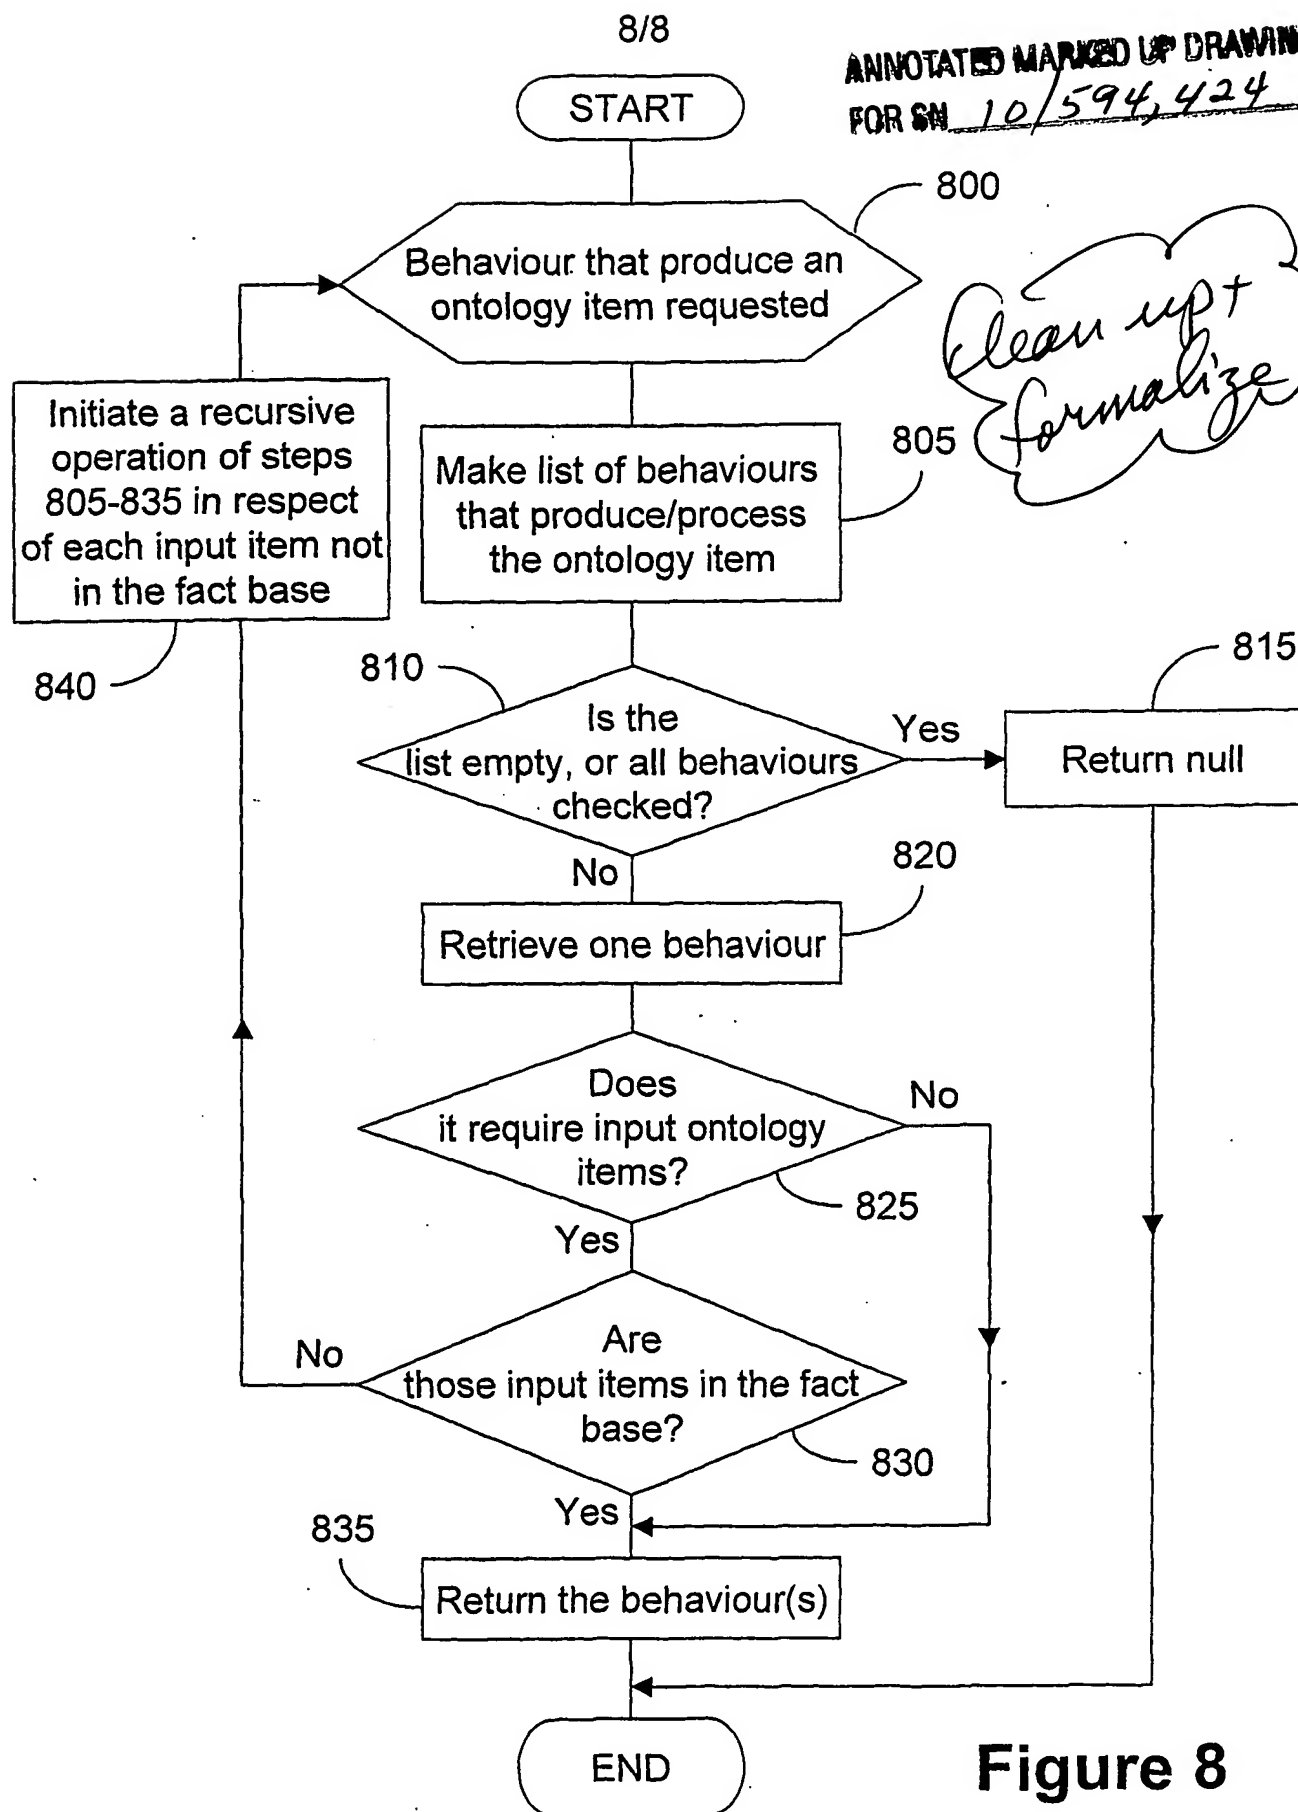 8/8
ANNOTATED MARKED UP DRAWIN
FOR SN 10/594,424
START
800
Behaviour that produce an
ontology item requested
Clean up +
formalize
Initiate a recursive
operation of steps
805-835 in respect
of each input item not
in the fact base
840
805
Make list of behaviours
that produce/process
the ontology item
810
Is the
list empty, or all behaviours
checked?
Yes
815
Return null
No
820
Retrieve one behaviour
Does
it require input ontology
items?
No
825
Yes
Are
those input items in the fact
base?
No
830
Yes
835
Return the behaviour(s)
END
Figure 8